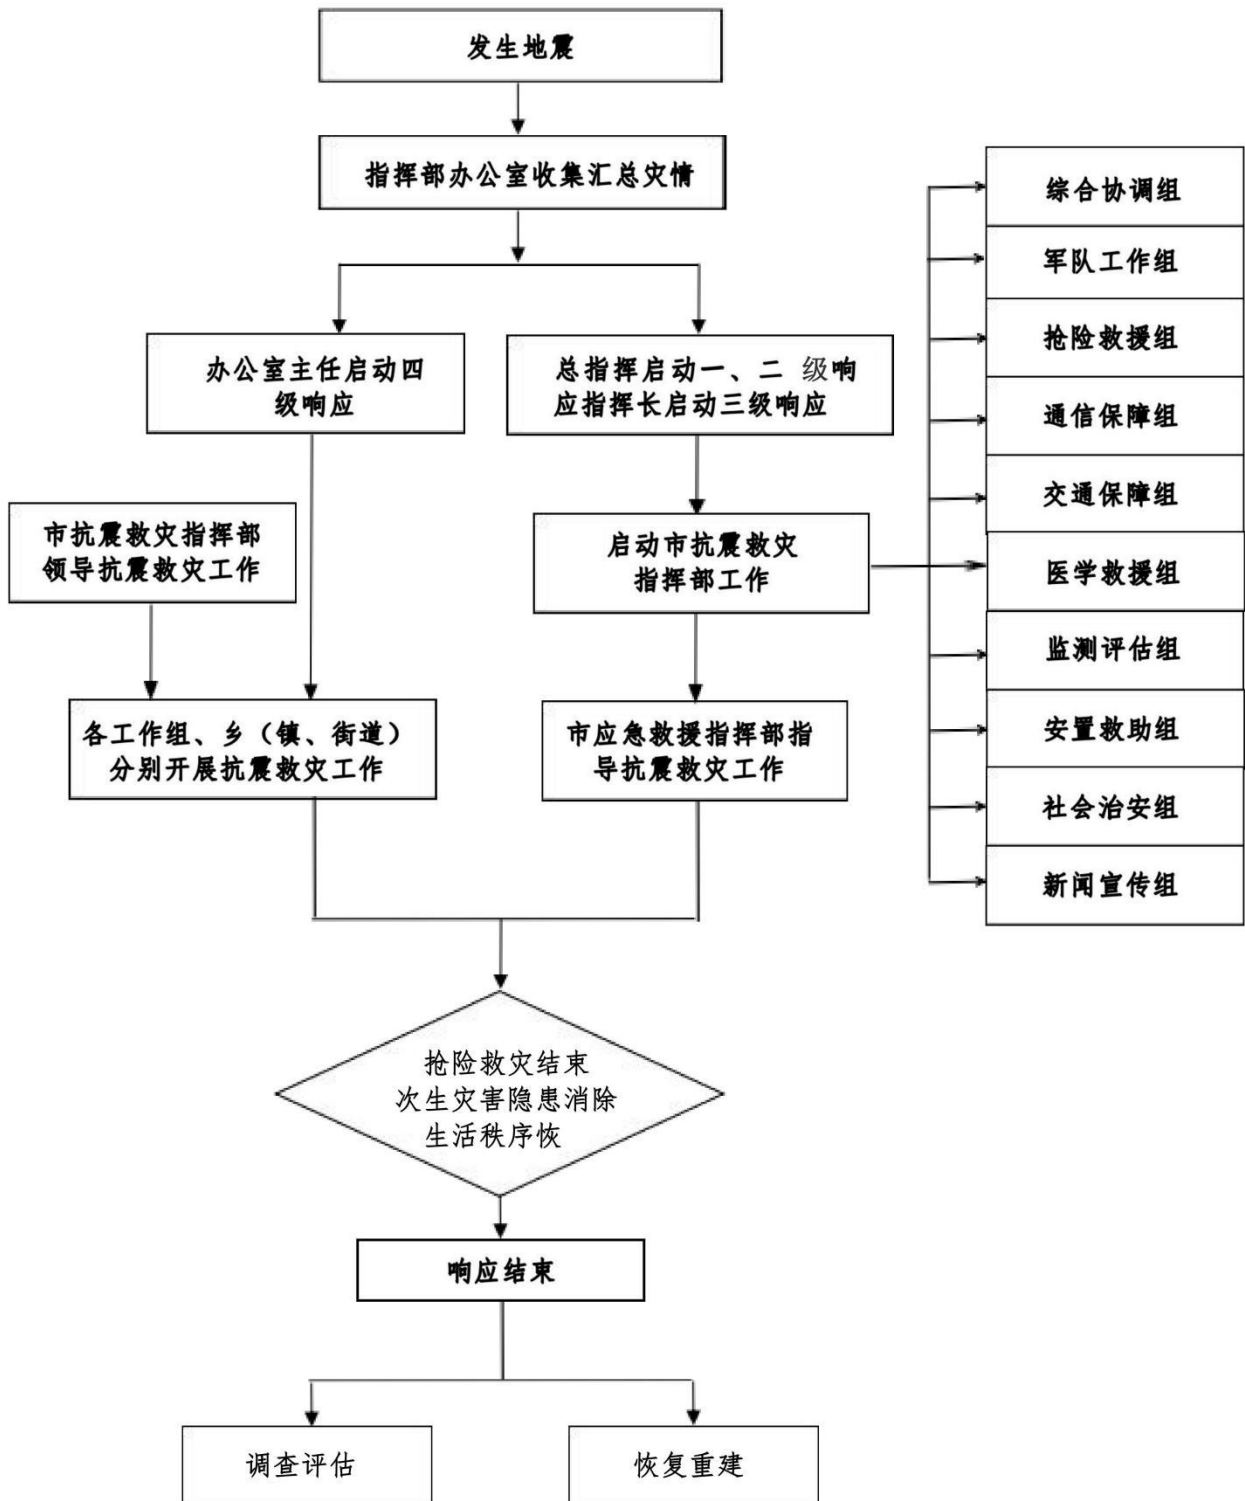 发生地震
指挥部办公室收集汇总灾情
办公室主任启动四
级响应
总指挥启动一、二 级响
应指挥长启动三级响应
市抗震救灾指挥部
领导抗震救灾工作
启动市抗震救灾
指挥部工作
各工作组、乡（镇、街道）
分别开展抗震救灾工作
市应急救援指挥部指
导抗震救灾工作
综合协调组
军队工作组
抢险救援组
通信保障组
交通保障组
医学救援组
监测评估组
安置救助组
社会治安组
新闻宣传组
抢险救灾结束
次生灾害隐患消除
生活秩序恢
响应结束
调查评估
恢复重建